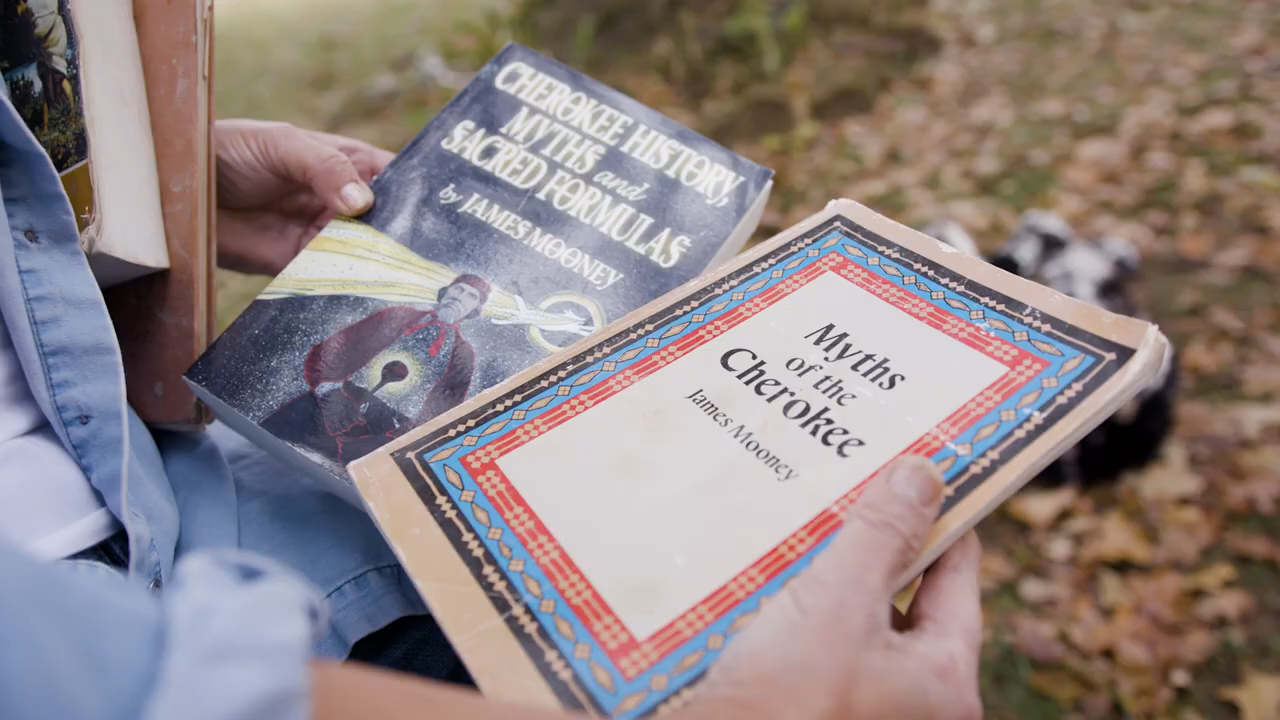 CHEROKEE HISTORY,
MYTHS and
SACRED FORMULAS
by JAMES MOONEY
Myths
of the
Cherokee
James Mooney